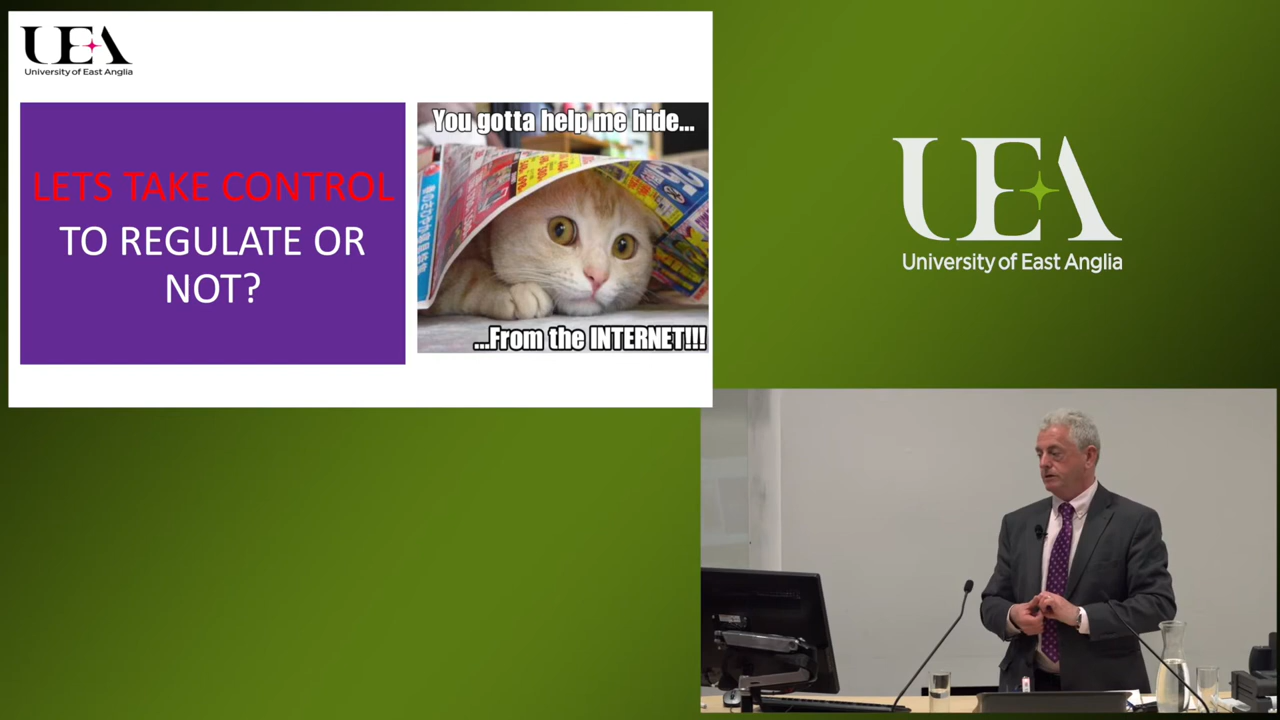 UEA
University of East Anglia
LETS TAKE CONTROL
TO REGULATE OR
NOT?
You gotta help me hide...
...From the INTERNET!!!
UEA
University of East Anglia